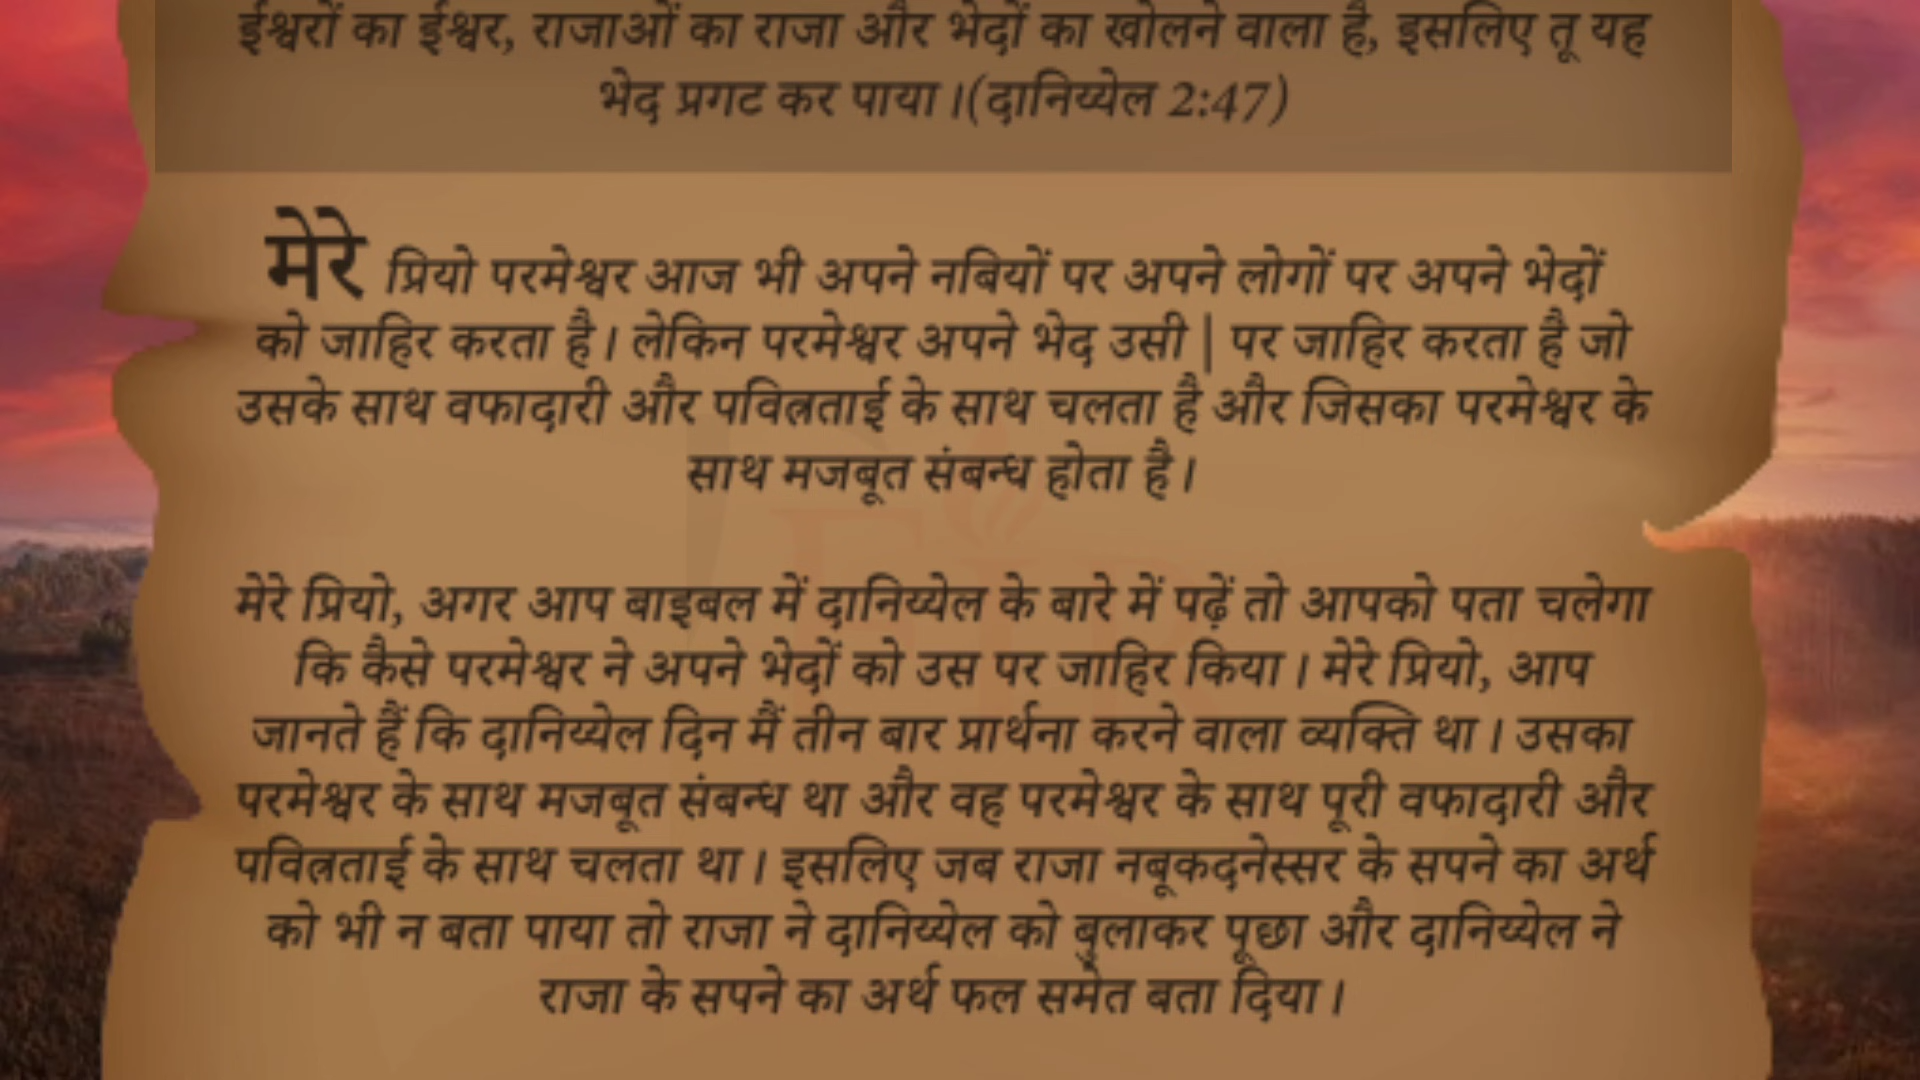 ईश्वरों का ईश्वर, राजाओं का राजा और भेदों का खोलने वाला है, इसलिए तू यह
भेद प्रगट कर पाया।(दानिय्येल 2:47)
मेरे प्रियो परमेश्वर आज भी अपने नबियों पर अपने लोगों पर अपने भेदों
को जाहिर करता है। लेकिन परमेश्वर अपने भेद उसी | पर जाहिर करता है जो
उसके साथ वफादारी और पवित्रताई के साथ चलता है और जिसका परमेश्वर के
साथ मजबूत संबन्ध होता है।
मेरे प्रियो, अगर आप बाइबल में दानिय्येल के बारे में पढ़ें तो आपको पता चलेगा
कि कैसे परमेश्वर ने अपने भेदों को उस पर जाहिर किया। मेरे प्रियो, आप
जानते हैं कि दानिय्येल दिन मैं तीन बार प्रार्थना करने वाला व्यक्ति था। उसका
परमेश्वर के साथ मजबूत संबन्ध था और वह परमेश्वर के साथ पूरी वफादारी और
पवित्रताई के साथ चलता था। इसलिए जब राजा नबूकदनेस्सर के सपने का अर्थ
को भी न बता पाया तो राजा ने दानिय्येल को बुलाकर पूछा और दानिय्येल ने
राजा के सपने का अर्थ फल समेत बता दिया।